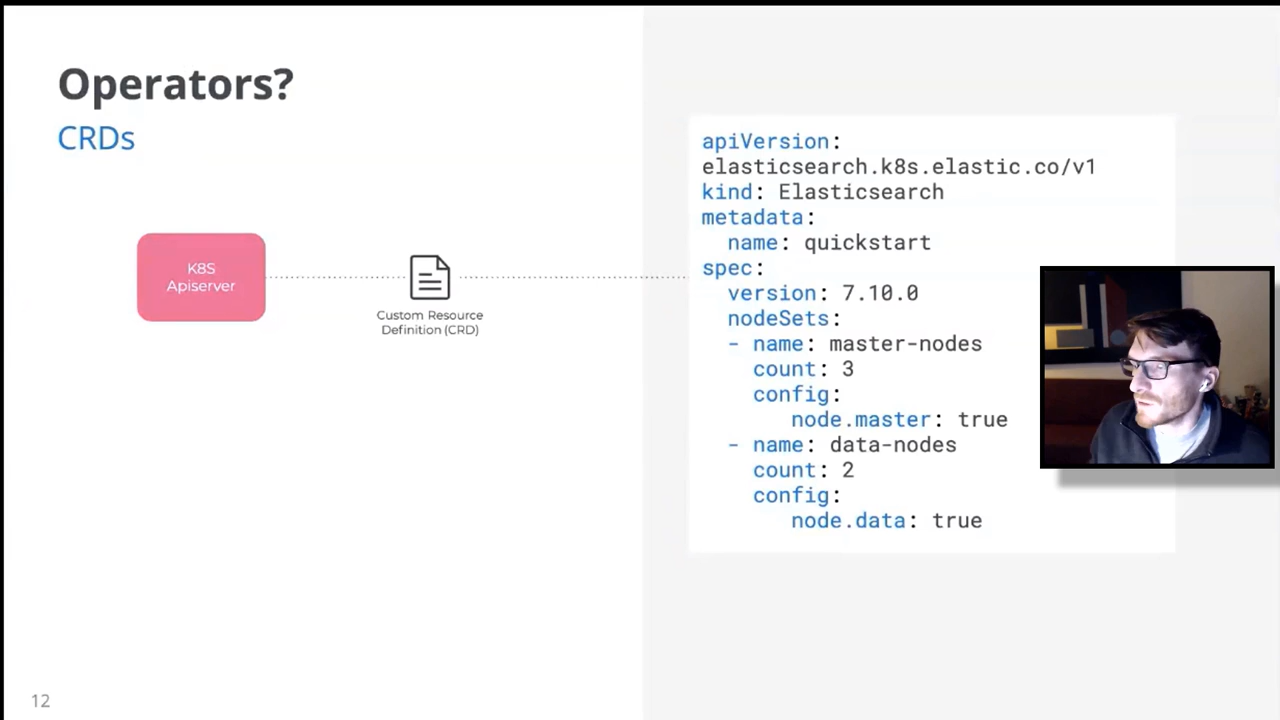 Operators?
CRDs
K8S
Apiserver
Custom Resource
Definition (CRD)
apiVersion:
elasticsearch.k8s.elastic.co/v1
kind: Elasticsearch
metadata:
  name: quickstart
spec:
  version: 7.10.0
  nodeSets:
  - name: master-nodes
    count: 3
    config:
       node.master: true
  - name: data-nodes
    count: 2
    config:
       node.data: true
12